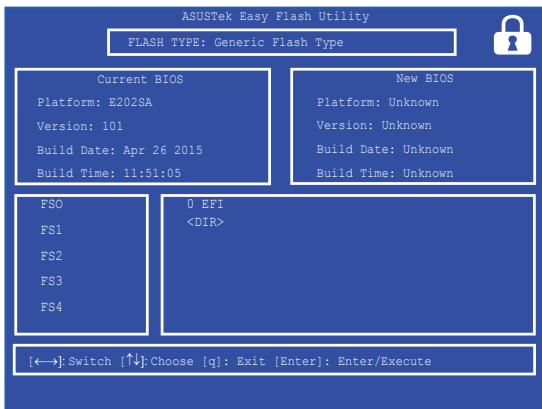 ASUSTek Easy Flash Utility
FLASH TYPE: Generic Flash Type
Current BIOS
Platform: E202SA
Version: 101
Build Date: Apr 26 2015
Build Time: 11:51:05
New BIOS
Platform: Unknown
Version: Unknown
Build Date: Unknown
Build Time: Unknown
FSO
FS1
FS2
FS3
FS4
0 EFI
<DIR>
[←→]: Switch [↑↓]: Choose [q]: Exit [Enter]: Enter/Execute